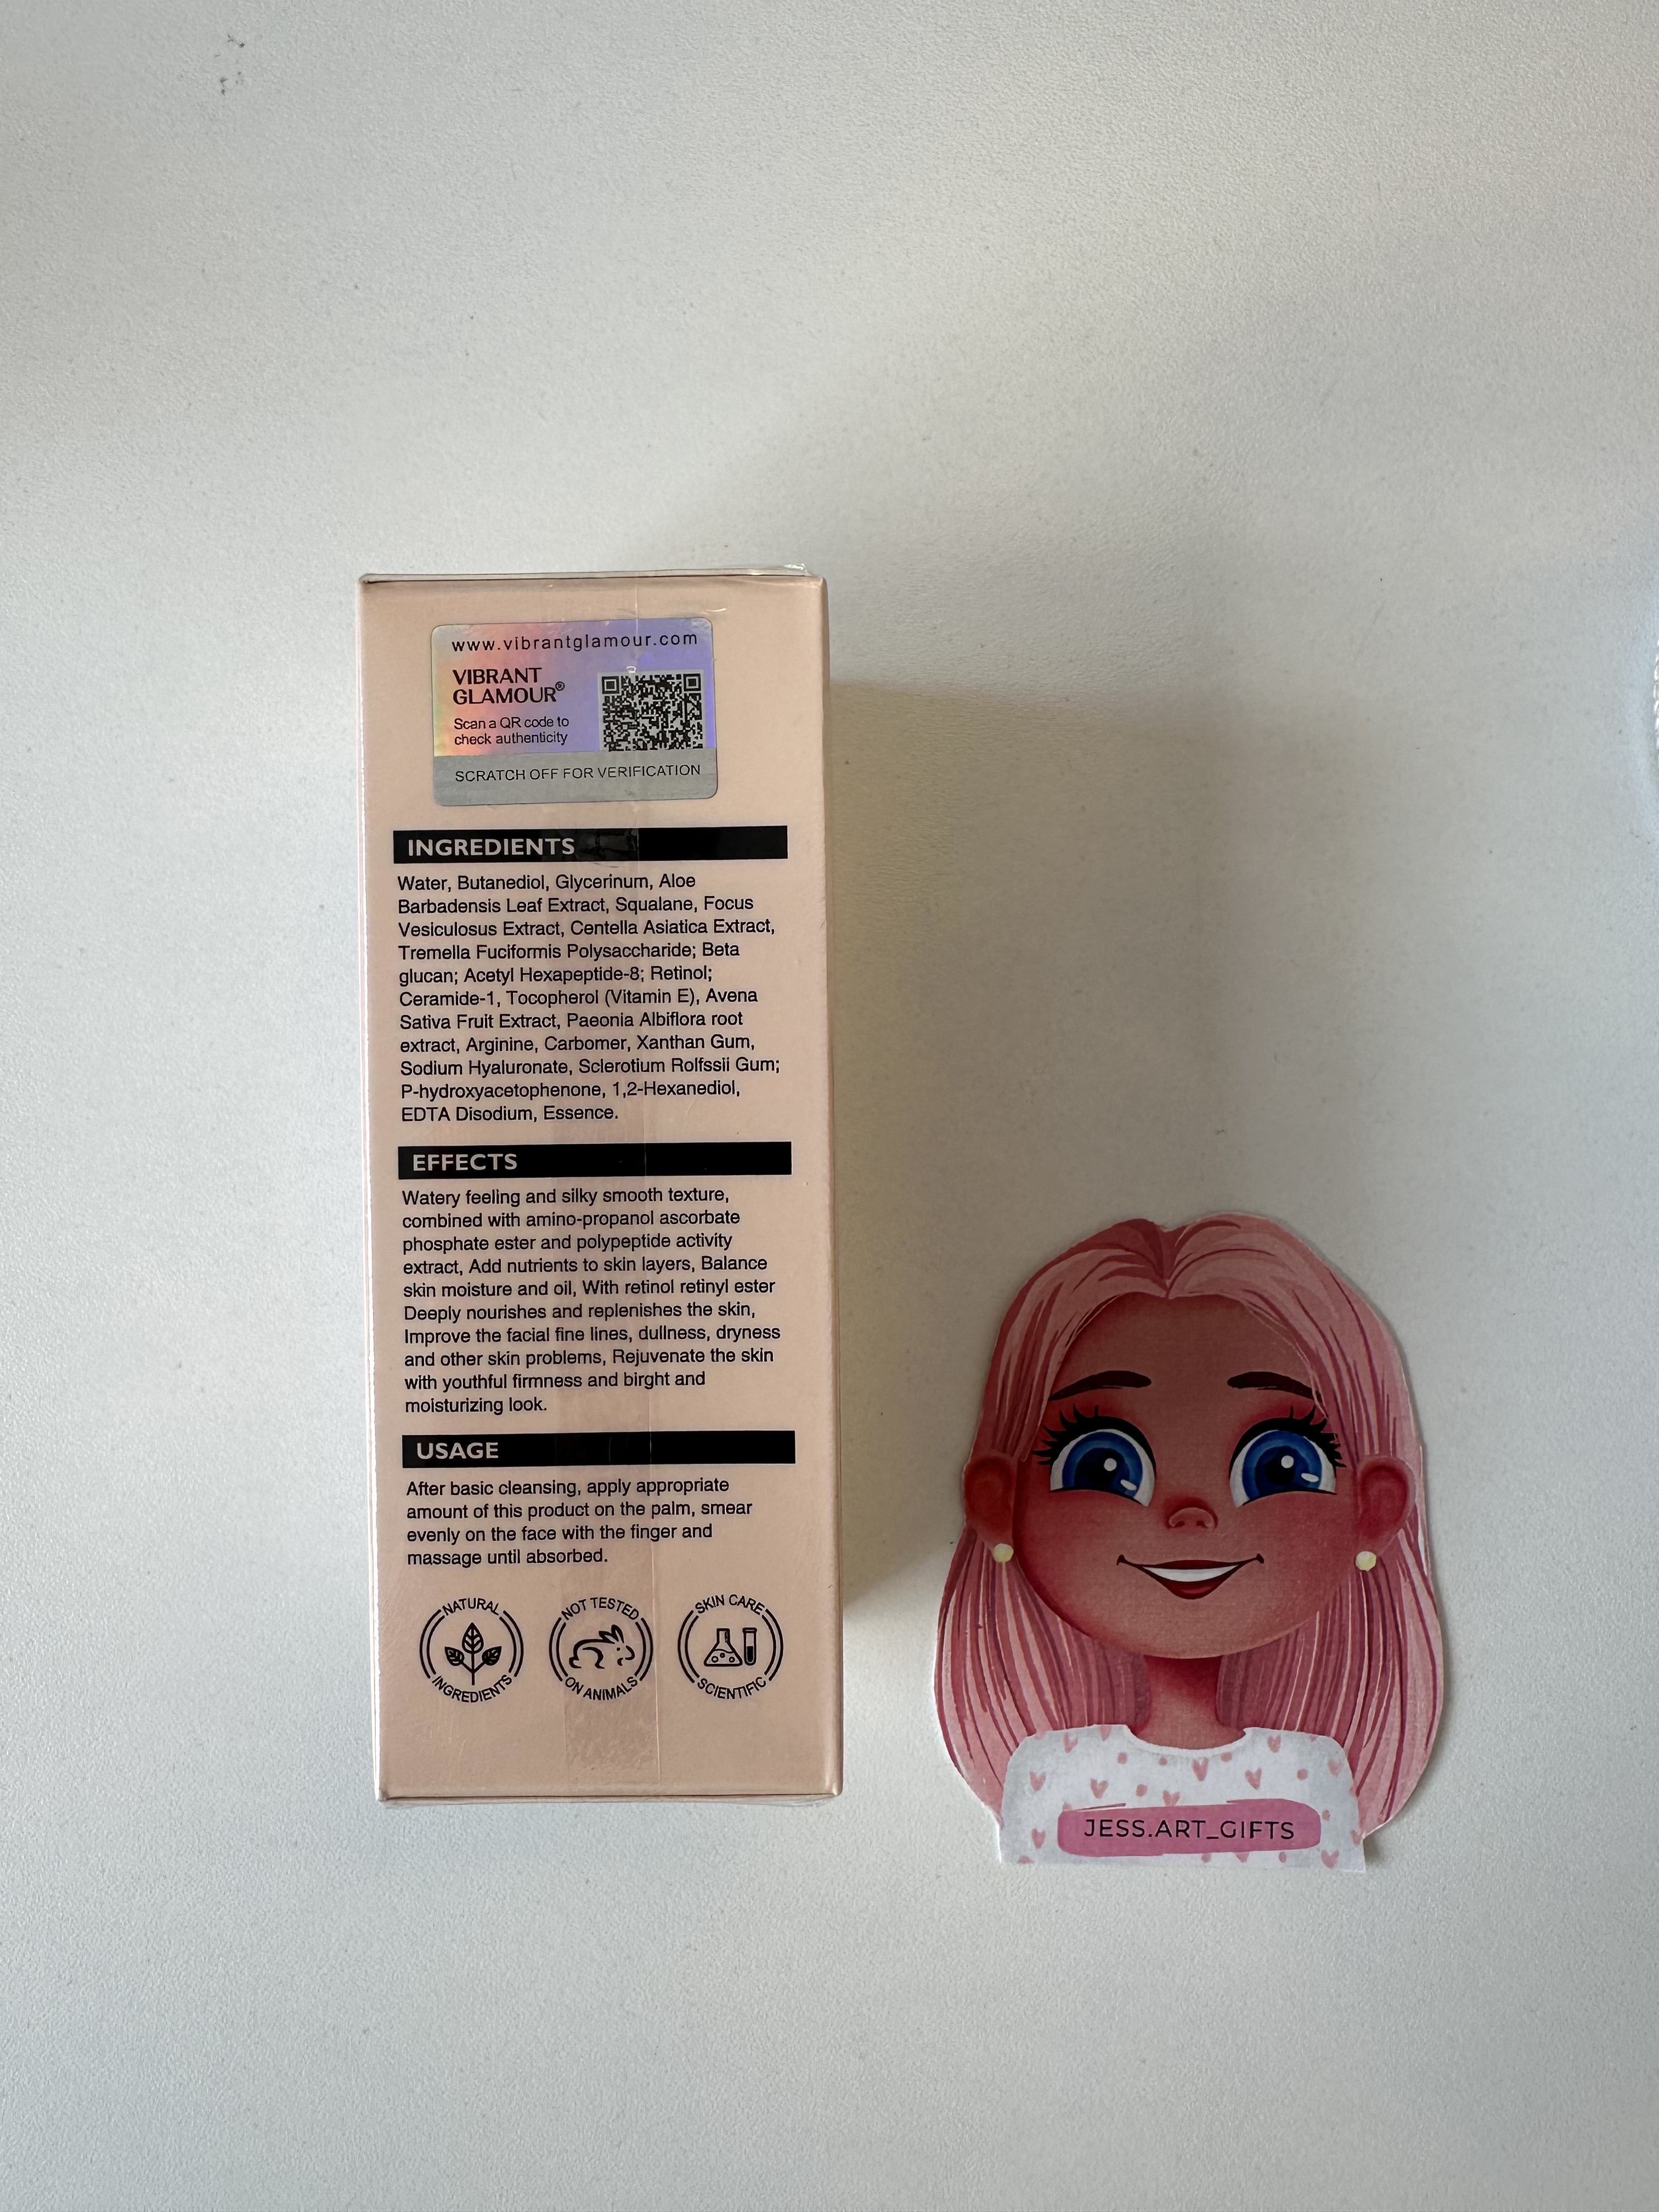 www.vibrantglamour.com
VIBRANT
GLAMOUR®
Scan a QR code to
check authenticity
SCRATCH OFF FOR VERIFICATION
INGREDIENTS
Water, Butanediol, Glycerinum, Aloe
Barbadensis Leaf Extract, Squalane, Focus
Vesiculosus Extract, Centella Asiatica Extract,
Tremella Fuciformis Polysaccharide; Beta
glucan; Acetyl Hexapeptide-8; Retinol;
Ceramide-1, Tocopherol (Vitamin E), Avena
Sativa Fruit Extract, Paeonia Albiflora root
extract, Arginine, Carbomer, Xanthan Gum,
Sodium Hyaluronate, Sclerotium Rolfssii Gum;
P-hydroxyacetophenone, 1,2-Hexanediol,
EDTA Disodium, Essence.
EFFECTS
Watery feeling and silky smooth texture,
combined with amino-propanol ascorbate
phosphate ester and polypeptide activity
extract, Add nutrients to skin layers, Balance
skin moisture and oil, With retinol retinyl ester
Deeply nourishes and replenishes the skin,
Improve the facial fine lines, dullness, dryness
and other skin problems, Rejuvenate the skin
with youthful firmness and birght and
moisturizing look.
USAGE
After basic cleansing, apply appropriate
amount of this product on the palm, smear
evenly on the face with the finger and
massage until absorbed.
NATURAL INGREDIENTS
NOT TESTED ON ANIMALS
SKIN CARE SCIENTIFIC
JESS.ART_GIFTS